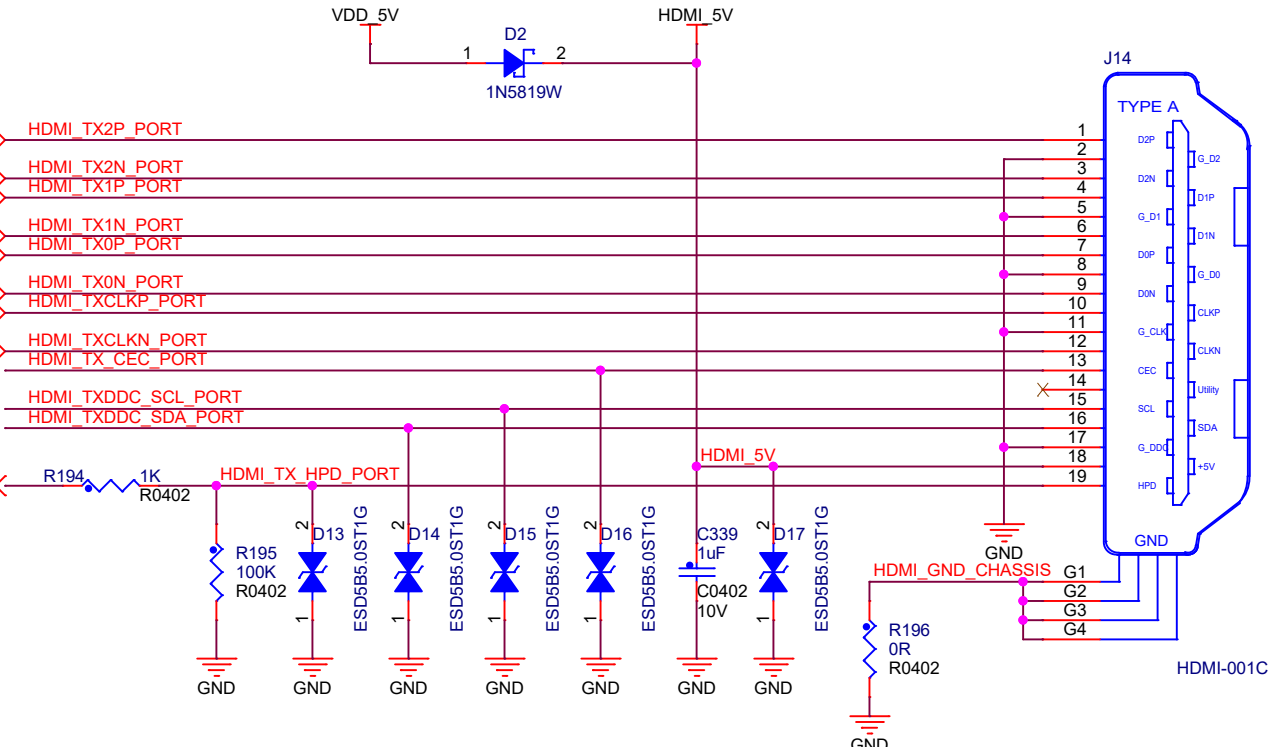 VDD_5V
HDMI_5V
D2
1
2
1N5819W
J14
TYPE A
HDMI_TX2P_PORT
1
D2P
2
G_D2
HDMI_TX2N_PORT
3
D2N
HDMI_TX1P_PORT
4
D1P
5
G_D1
HDMI_TX1N_PORT
6
D1N
HDMI_TX0P_PORT
7
D0P
8
G_D0
HDMI_TX0N_PORT
9
D0N
HDMI_TXCLKP_PORT
10
CLKP
11
G_CLK
HDMI_TXCLKN_PORT
12
CLKN
HDMI_TX_CEC_PORT
13
CEC
14
Utility
HDMI_TXDDC_SCL_PORT
15
SCL
HDMI_TXDDC_SDA_PORT
16
SDA
17
G_DDC
HDMI_5V
18
+5V
R194
1K
R0402
HDMI_TX_HPD_PORT
19
HPD
R195
100K
R0402
2
D13
1
ESD5B5.0ST1G
2
D14
1
ESD5B5.0ST1G
2
D15
1
ESD5B5.0ST1G
2
D16
1
ESD5B5.0ST1G
C339
1uF
C0402
10V
2
D17
1
ESD5B5.0ST1G
GND
GND
HDMI_GND_CHASSIS
G1
G2
G3
G4
R196
0R
R0402
HDMI-001C
GND
GND
GND
GND
GND
GND
GND
GND